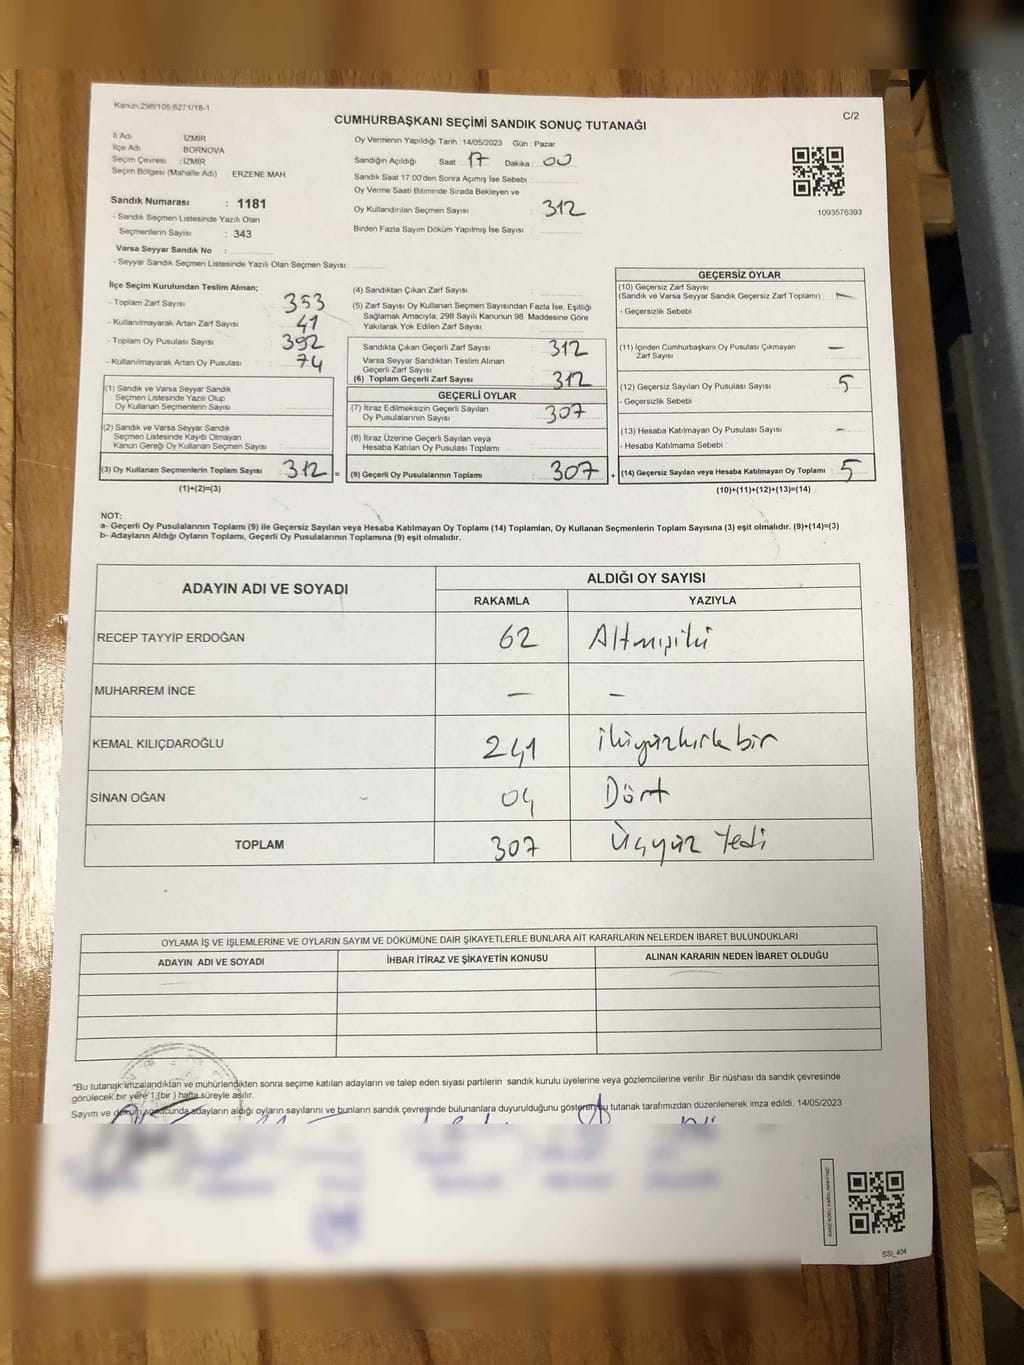 Kanun;298/105;6271/18-1
C/2
CUMHURBAŞKANI SEÇİMİ SANDIK SONUÇ TUTANAĞI
İl Adı İZMİR
İlçe Adı BORNOVA
Seçim Çevresi : İZMİR
Seçim Bölgesi (Mahalle Adı) ERZENE MAH
Sandık Numarası : 1181
- Sandık Seçmen Listesinde Yazılı Olan
Seçmenlerin Sayısı : 343
Varsa Seyyar Sandık No :
- Seyyar Sandık Seçmen Listesinde Yazılı Olan Seçmen Sayısı:
Oy Vermenin Yapıldığı Tarih : 14/05/2023 Gün : Pazar
Sandığın Açıldığı Saat 17 Dakika 00
Sandık Saat 17:00'den Sonra Açımış İse Sebebi
Oy Verme Saati Bitiminde Sırada Bekleyen ve
Oy Kullandırılan Seçmen Sayısı : 312
Birden Fazla Sayım Döküm Yapılmış İse Sayısı :
1093576393
İlçe Seçim Kurulundan Teslim Alınan;
- Toplam Zarf Sayısı 353
- Kullanılmayarak Artan Zarf Sayısı 41
- Toplam Oy Pusulası Sayısı 392
- Kullanılmayarak Artan Oy Pusulası 74
(1) Sandık ve Varsa Seyyar Sandık
Seçmen Listesinde Yazılı Olup
Oy Kullanan Seçmenlerin Sayısı
(2) Sandık ve Varsa Seyyar Sandık
Seçmen Listesinde Kayıtlı Olmayan
Kanun Gereği Oy Kullanan Seçmen Sayısı
(3) Oy Kullanan Seçmenlerin Toplam Sayısı 312 =
(1)+(2)=(3)
(4) Sandıktan Çıkan Zarf Sayısı
(5) Zarf Sayısı Oy Kullanan Seçmen Sayısından Fazla İse, Eşitliği
Sağlamak Amacıyla, 298 Sayılı Kanunun 98. Maddesine Göre
Yakılarak Yok Edilen Zarf Sayısı
Sandıkta Çıkan Geçerli Zarf Sayısı 312
Varsa Seyyar Sandıktan Teslim Alınan
Geçerli Zarf Sayısı
(6) Toplam Geçerli Zarf Sayısı 312
GEÇERLİ OYLAR
(7) İtiraz Edilmeksizin Geçerli Sayılan
Oy Pusulalarının Sayısı 307
(8) İtiraz Üzerine Geçerli Sayılan veya
Hesaba Katılan Oy Pusulası Toplamı
(9) Geçerli Oy Pusulalarının Toplamı 307 +
GEÇERSİZ OYLAR
(10) Geçersiz Zarf Sayısı
(Sandık ve Varsa Seyyar Sandık Geçersiz Zarf Toplamı) —
- Geçersizlik Sebebi
(11) İçinden Cumhurbaşkanı Oy Pusulası Çıkmayan
Zarf Sayısı —
(12) Geçersiz Sayılan Oy Pusulası Sayısı 5
- Geçersizlik Sebebi
(13) Hesaba Katılmayan Oy Pusulası Sayısı : -
- Hesaba Katılmama Sebebi
(14) Geçersiz Sayılan veya Hesaba Katılmayan Oy Toplamı 5
(10)+(11)+(12)+(13)=(14)
NOT:
a- Geçerli Oy Pusulalarının Toplamı (9) ile Geçersiz Sayılan veya Hesaba Katılmayan Oy Toplamı (14) Toplamları, Oy Kullanan Seçmenlerin Toplam Sayısına (3) eşit olmalıdır. (9)+(14)=(3)
b- Adayların Aldığı Oyların Toplamı, Geçerli Oy Pusulalarının Toplamına (9) eşit olmalıdır.
ADAYIN ADI VE SOYADI ALDIĞI OY SAYISI
RAKAMLA YAZIYLA
RECEP TAYYİP ERDOĞAN 62 Altmışiki
MUHARREM İNCE — —
KEMAL KILIÇDAROĞLU 241 ikiyüzkırkbir
SİNAN OĞAN 04 Dört
TOPLAM 307 Üçyüz Yedi
OYLAMA İŞ VE İŞLEMLERİNE VE OYLARIN SAYIM VE DÖKÜMÜNE DAİR ŞİKAYETLERLE BUNLARA AİT KARARLARIN NELERDEN İBARET BULUNDUKLARI
ADAYIN ADI VE SOYADI İHBAR İTİRAZ VE ŞİKAYETİN KONUSU ALINAN KARARIN NEDEN İBARET OLDUĞU
"Bu tutanak imzalandıktan ve mühürlendikten sonra seçime katılan adayların ve talep eden siyasi partilerin sandık kurulu üyelerine veya gözlemcilerine verilir .Bir nüshası da sandık çevresinde
görülecek bir yere 1 (bir ) hafta süreyle asılır.
Sayım ve döküm sonucunda adayların aldığı oyların sayılarını ve bunların sandık çevresinde bulunanlara duyurulduğunu gösteren bu tutanak tarafımızdan düzenlenerek imza edildi. 14/05/2023
SSI_404